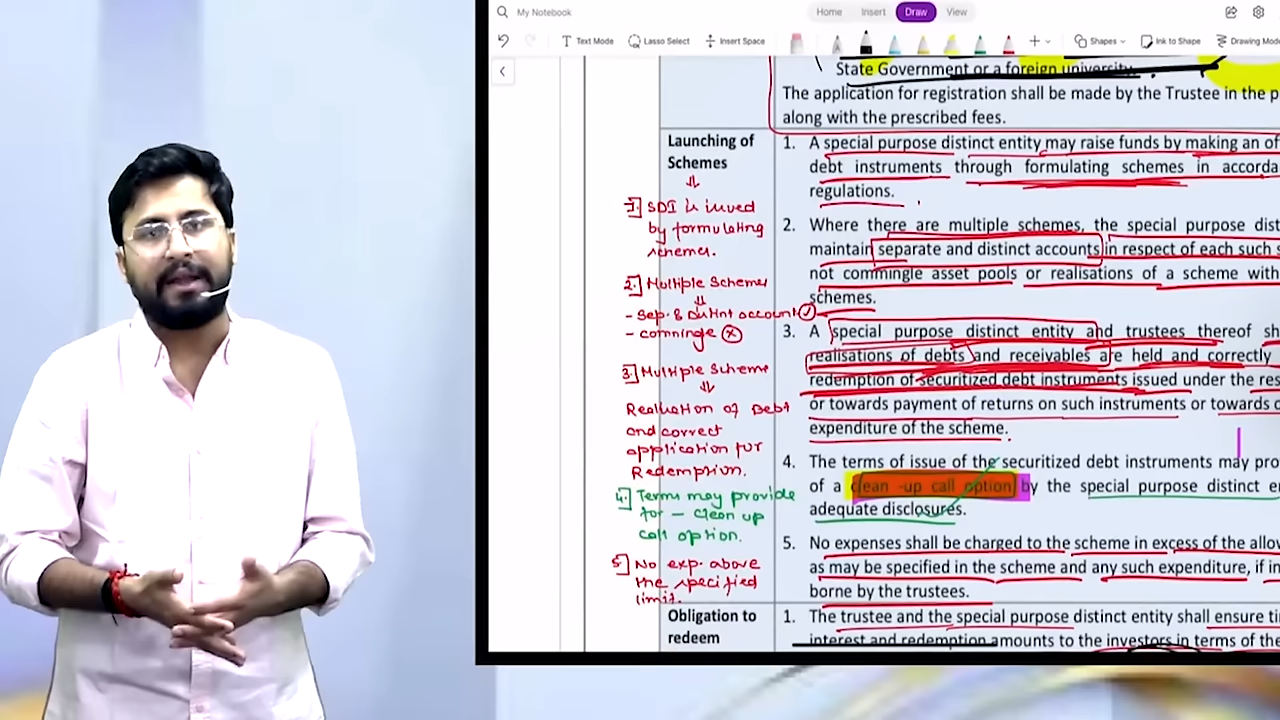 My Notebook
Home Insert Draw View
Text Mode Lasso Select Insert Space Shapes Ink to Shape Drawing Mode
State Government or a foreign university.
The application for registration shall be made by the Trustee in the p
along with the prescribed fees.
Launching of
Schemes
1. A special purpose distinct entity may raise funds by making an of
debt instruments through formulating schemes in accorda
regulations.
2. Where there are multiple schemes, the special purpose dist
maintain separate and distinct accounts in respect of each such s
not commingle asset pools or realisations of a scheme with
schemes.
3. A special purpose distinct entity and trustees thereof sh
realisations of debts and receivables are held and correctly
redemption of securitized debt instruments issued under the res
or towards payment of returns on such instruments or towards o
expenditure of the scheme.
4. The terms of issue of the securitized debt instruments may pro
of a clean -up call option by the special purpose distinct en
adequate disclosures.
5. No expenses shall be charged to the scheme in excess of the allow
as may be specified in the scheme and any such expenditure, if in
borne by the trustees.
1.] SDI is issued
by formulating
schemes.
2.] Multiple Schemes
- Sep. & Distint account
- comningle
3.] Multiple Scheme
Realisation of Debt
and correct
application for
Redemption.
4.] Terms may provide
for - clean up
call option.
5] No exp. above
the specified
limit.
Obligation to
redeem
1. The trustee and the special purpose distinct entity shall ensure ti
interest and redemption amounts to the investors in terms of the